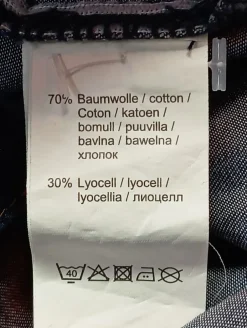 70% Baumwolle / cotton /
Coton / katoen /
bomull / puuvilla /
bavlna / bawełna /
хлопок
30% Lyocell / lyocell /
lyocellia / лиоцелл
40